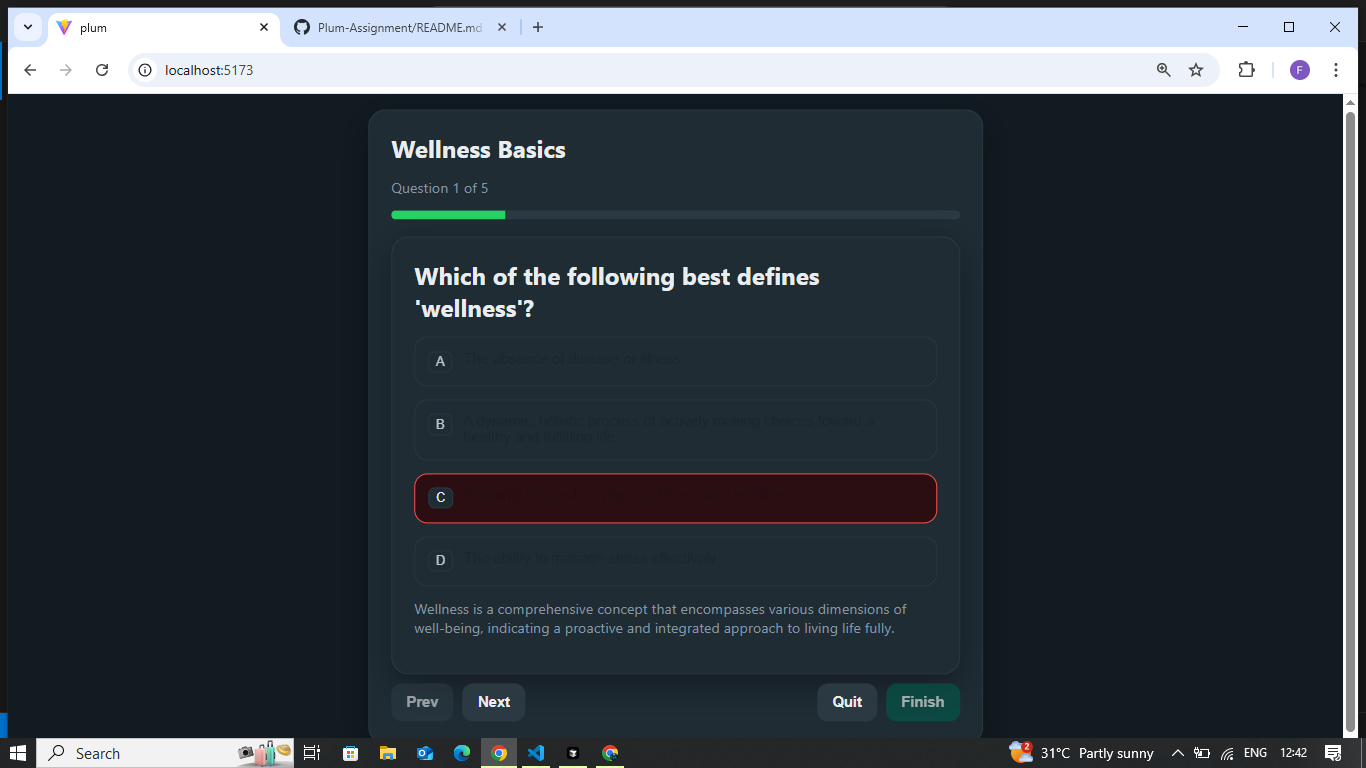 plum
Plum-Assignment/README.md
localhost:5173
F
Wellness Basics
Question 1 of 5
Which of the following best defines
'wellness'?
A The absence of disease or illness
B A dynamic, holistic process of actively making choices toward a
healthy and fulfilling life
C
D The ability to manage stress effectively
Wellness is a comprehensive concept that encompasses various dimensions of
well-being, indicating a proactive and integrated approach to living life fully.
Prev Next Quit Finish
Search 2 31°C Partly sunny ENG 12:42